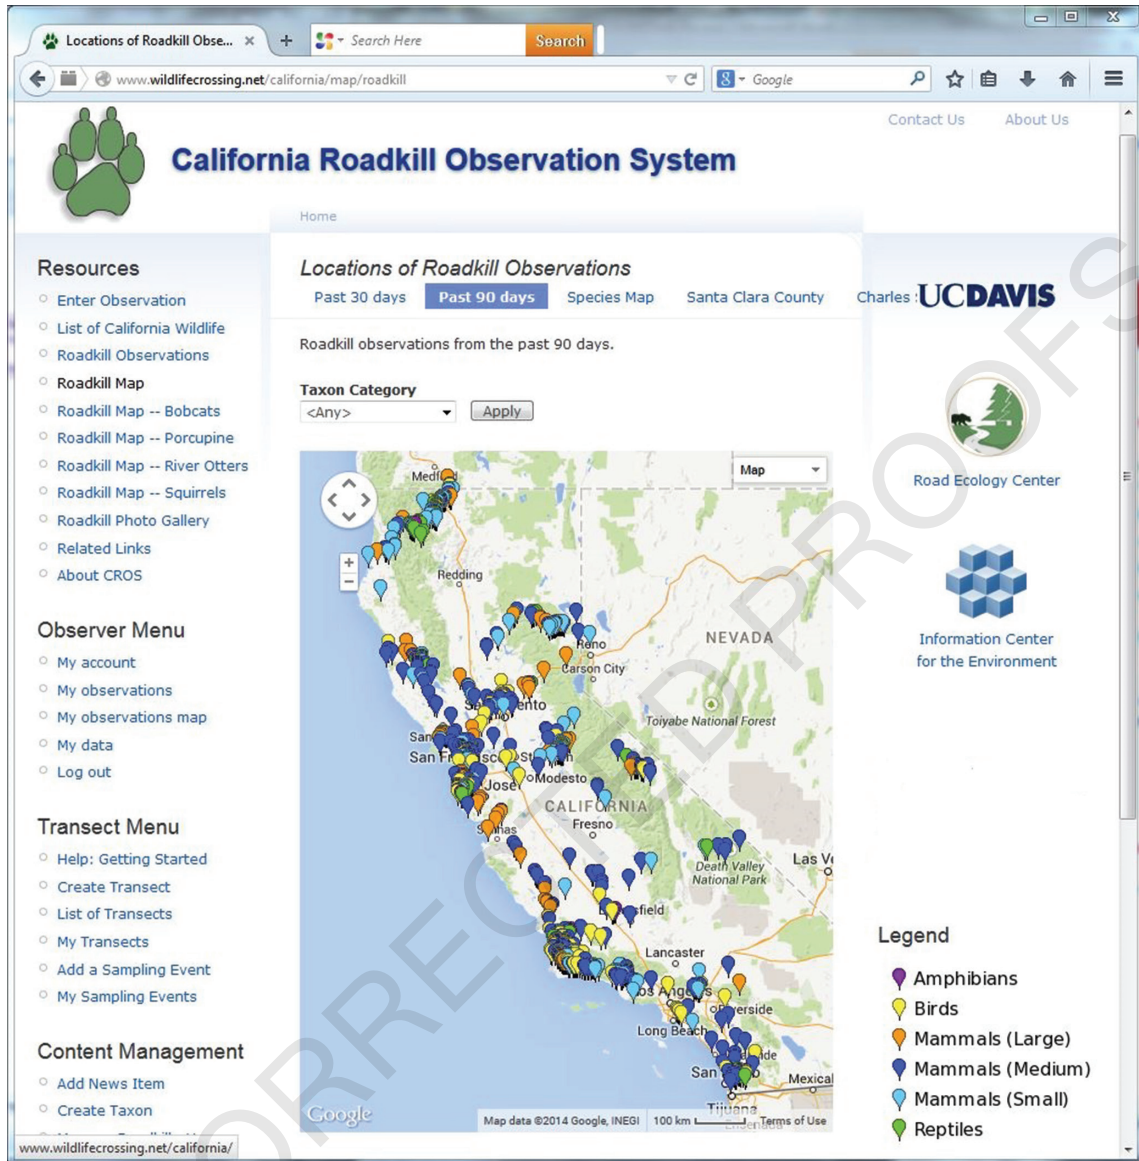 Locations of Roadkill Obse...
Search Here
Search
www.wildlifecrossing.net/california/map/roadkill
Google
Contact Us
About Us
California Roadkill Observation System
Home
Resources
Enter Observation
List of California Wildlife
Roadkill Observations
Roadkill Map
Roadkill Map -- Bobcats
Roadkill Map -- Porcupine
Roadkill Map -- River Otters
Roadkill Map -- Squirrels
Roadkill Photo Gallery
Related Links
About CROS
Observer Menu
My account
My observations
My observations map
My data
Log out
Transect Menu
Help: Getting Started
Create Transect
List of Transects
My Transects
Add a Sampling Event
My Sampling Events
Content Management
Add News Item
Create Taxon
www.wildlifecrossing.net/california/
Locations of Roadkill Observations
Past 30 days
Past 90 days
Species Map
Santa Clara County
Charles
Roadkill observations from the past 90 days.
Taxon Category
<Any>
Apply
Map
Redding
Reno
Carson City
NEVADA
Toiyabe National Forest
San
Jose
Modesto
CALIFORNIA
Fresno
Death Valley
National Park
Las
Lancaster
Long Beach
San
Mexical
Tijuana
Ensenada
Google
Map data ©2014 Google, INEGI
100 km
Terms of Use
UCDAVIS
Road Ecology Center
Information Center
for the Environment
Legend
Amphibians
Birds
Mammals (Large)
Mammals (Medium)
Mammals (Small)
Reptiles
CORRECTED PROOFS